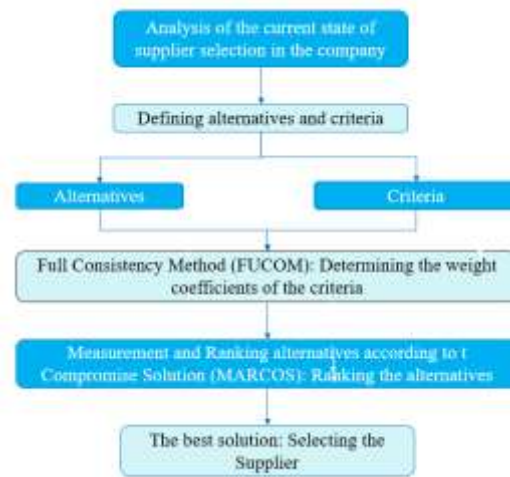 Analysis of the current state of
supplier selection in the company
Defining alternatives and criteria
Alternatives
Criteria
Full Consistency Method (FUCOM): Determining the weight
coefficients of the criteria
Measurement and Ranking alternatives according to t
Compromise Solution (MARCOS): Ranking the alternatives
The best solution: Selecting the
Supplier